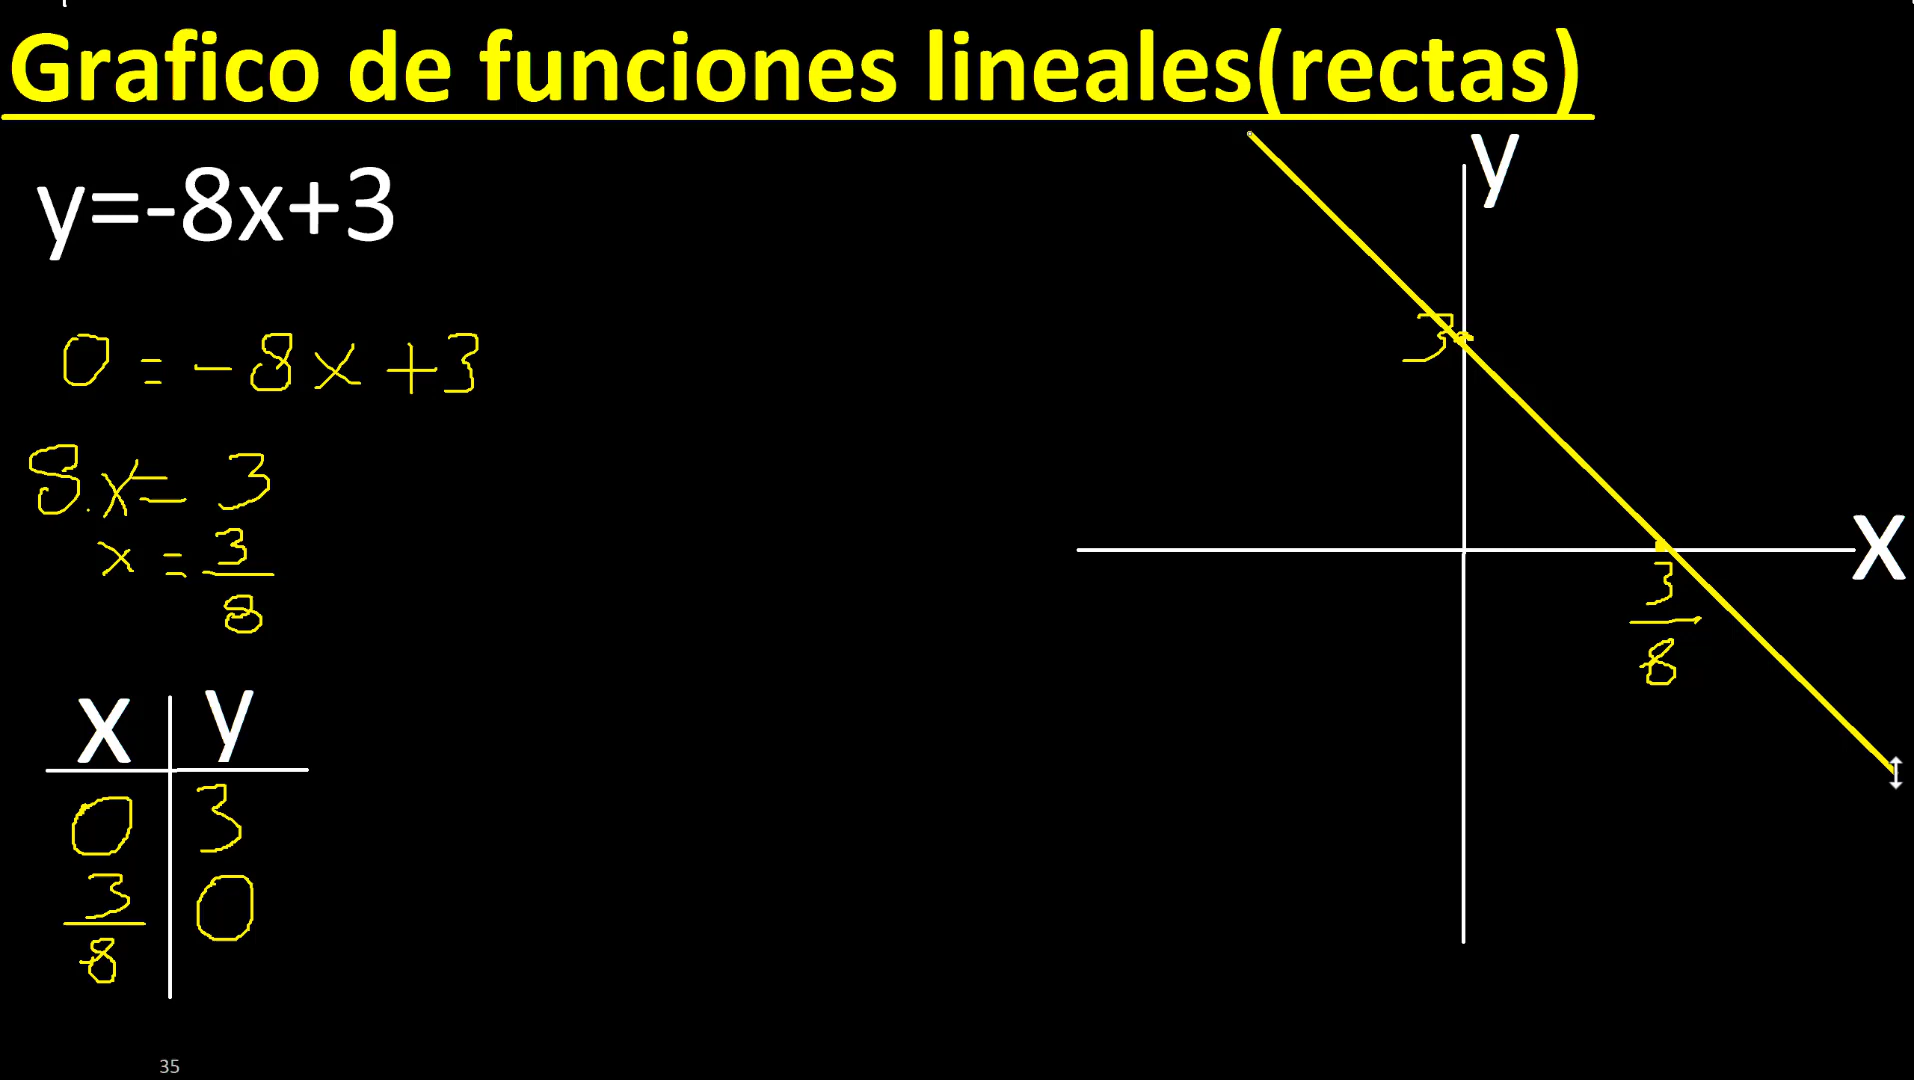 Grafico de funciones lineales(rectas)
y=-8x+3
0 = -8x +3
8.x= 3
x = 3/8
x y
0 3
3/8 0
y
3
x
3/8
35